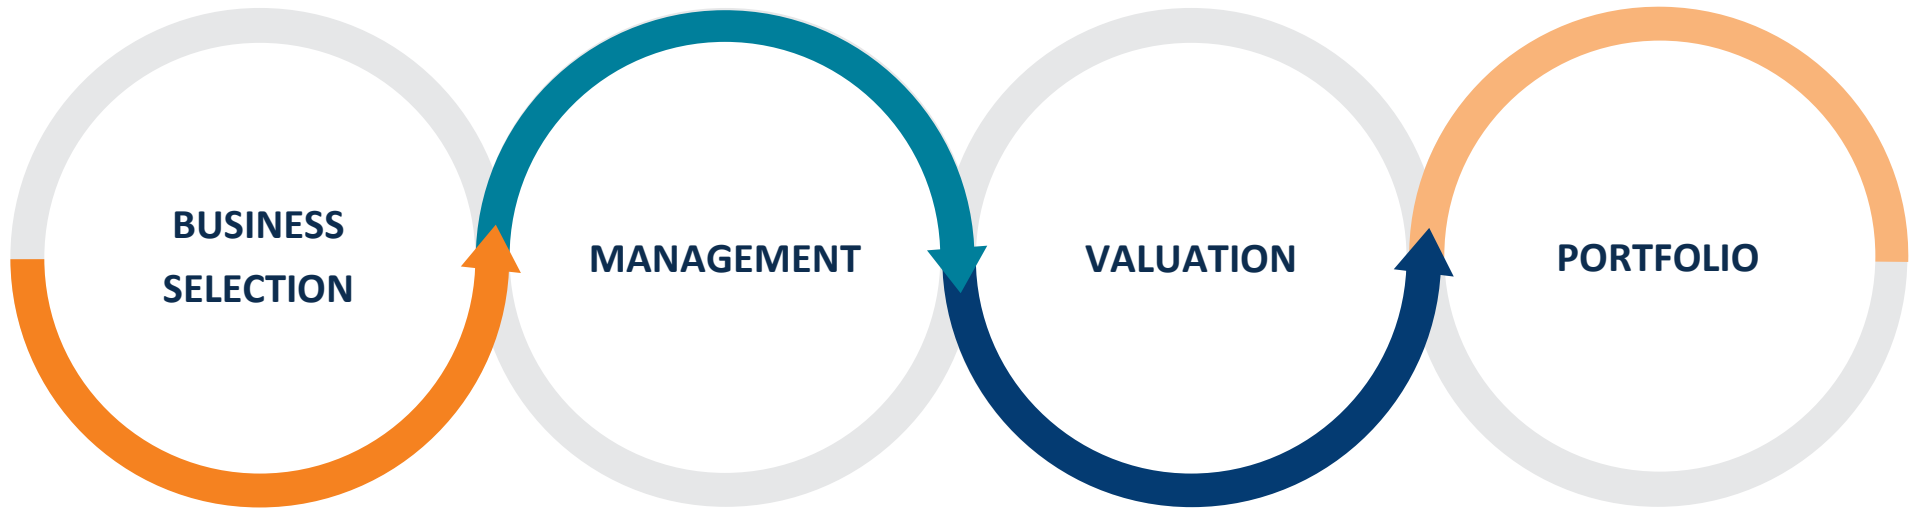 BUSINESS
SELECTION
MANAGEMENT
VALUATION
PORTFOLIO